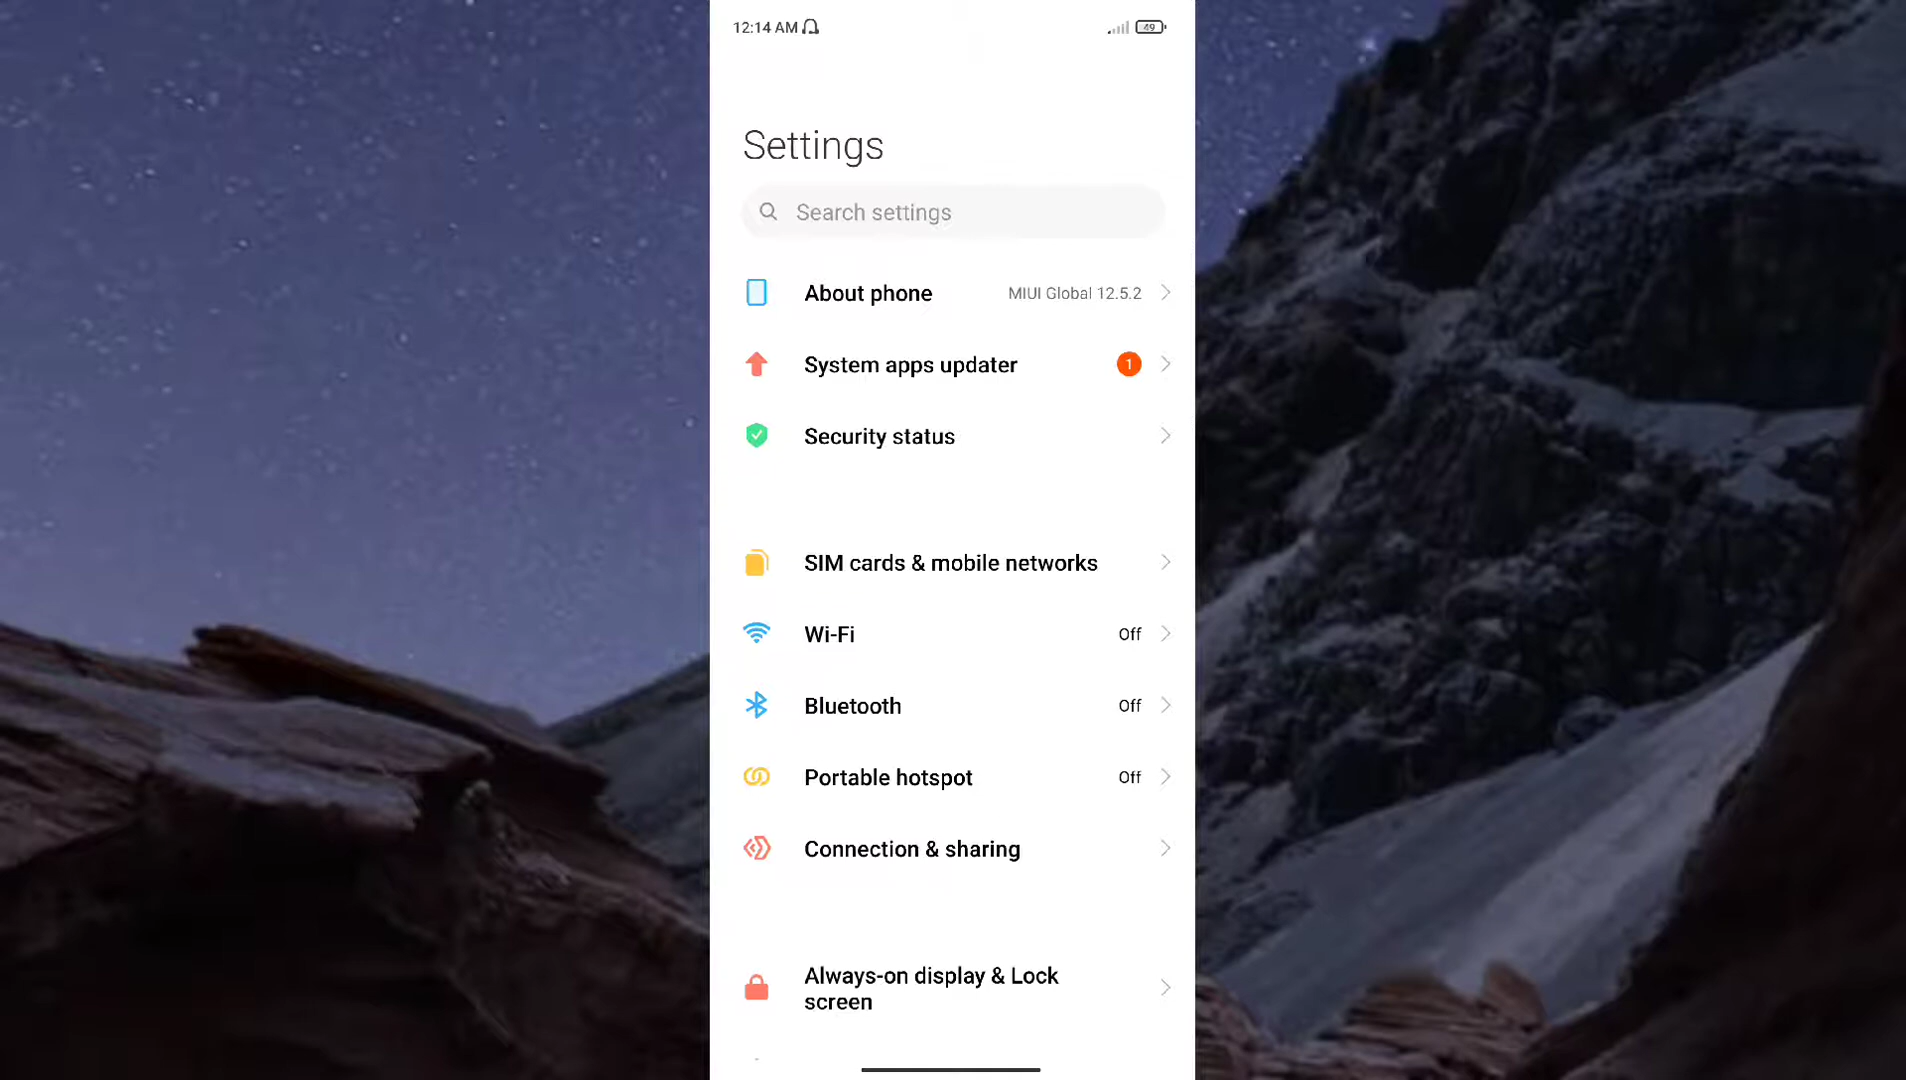 12:14 AM
49
Settings
Search settings
About phone
MIUI Global 12.5.2
System apps updater
1
Security status
SIM cards & mobile networks
Wi-Fi
Off
Bluetooth
Off
Portable hotspot
Off
Connection & sharing
Always-on display & Lock
screen